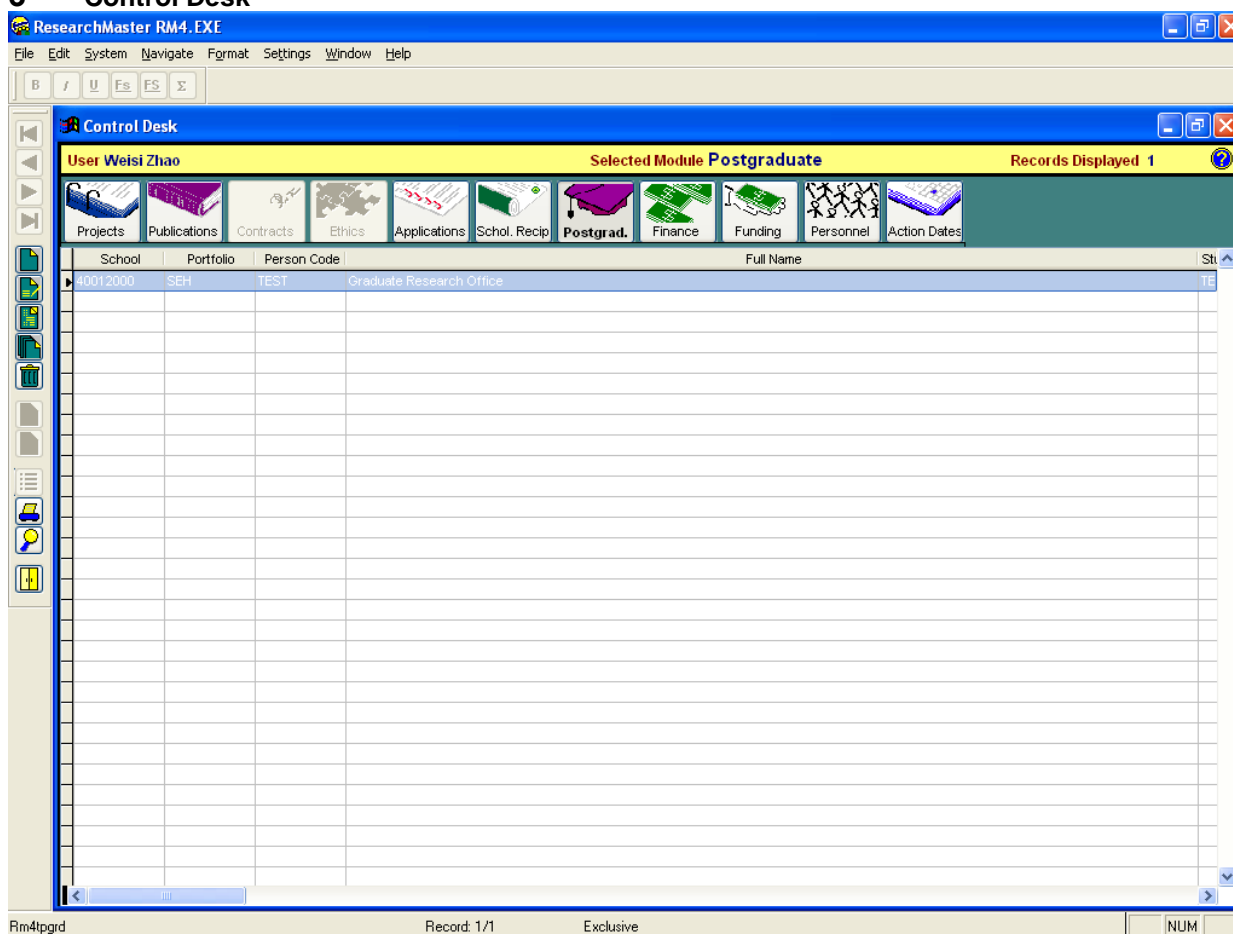 Control Desk
ResearchMaster RM4.EXE
File Edit System Navigate Format Settings Window Help
B I U Fs FS Σ
Control Desk
User Weisi Zhao Selected Module Postgraduate Records Displayed 1
Projects Publications Contracts Ethics Applications Schol. Recip Postgrad. Finance Funding Personnel Action Dates
School Portfolio Person Code Full Name Stu
40012000 SEH TEST Graduate Research Office TE
Rm4tpgrd Record: 1/1 Exclusive NUM